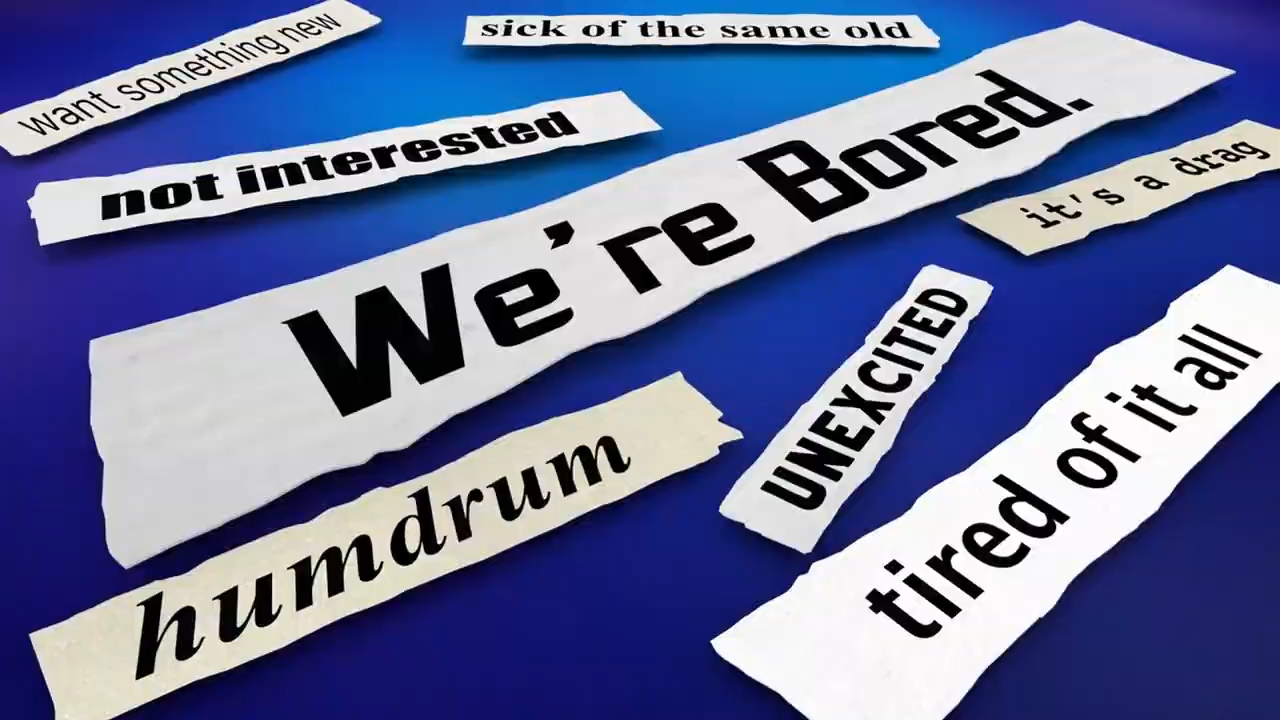 want something new
sick of the same old
not interested
We're Bored.
it's a drag
UNEXCITED
humdrum
tired of it all